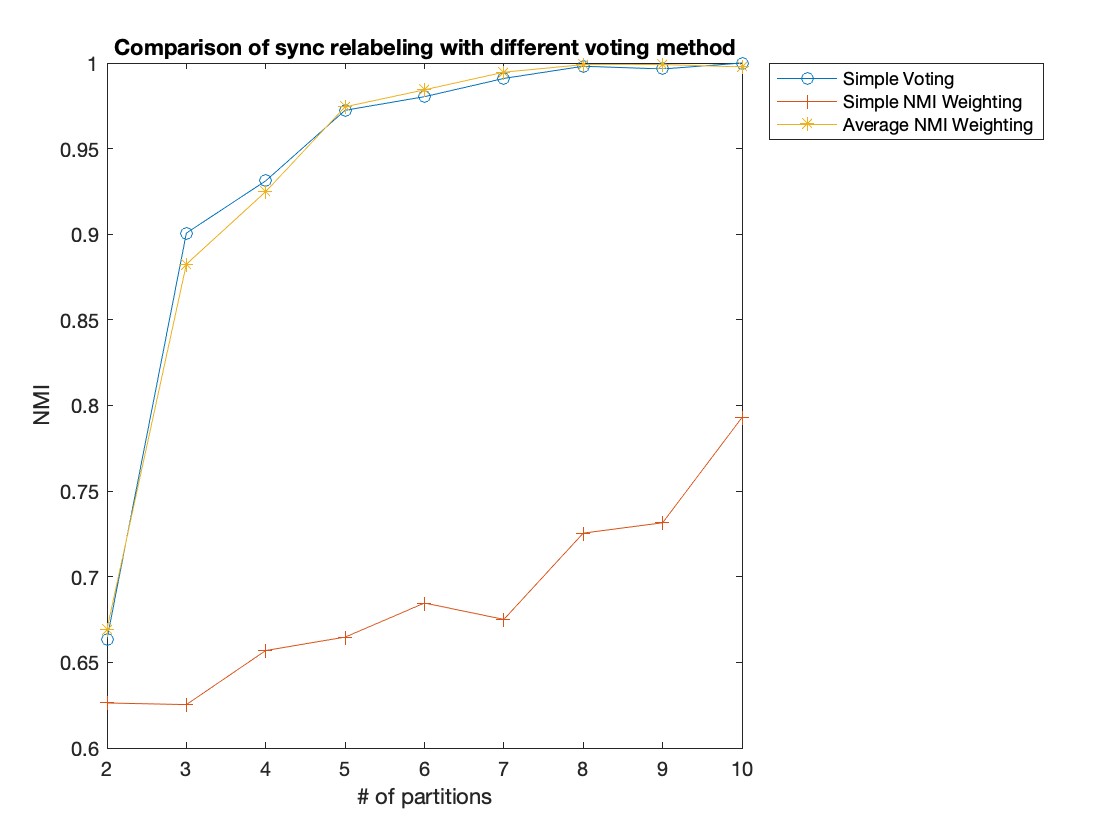 Comparison of sync relabeling with different voting method
1
0.95
0.9
0.85
0.8
0.75
0.7
0.65
0.6
NMI
2 3 4 5 6 7 8 9 10
# of partitions
Simple Voting
Simple NMI Weighting
Average NMI Weighting